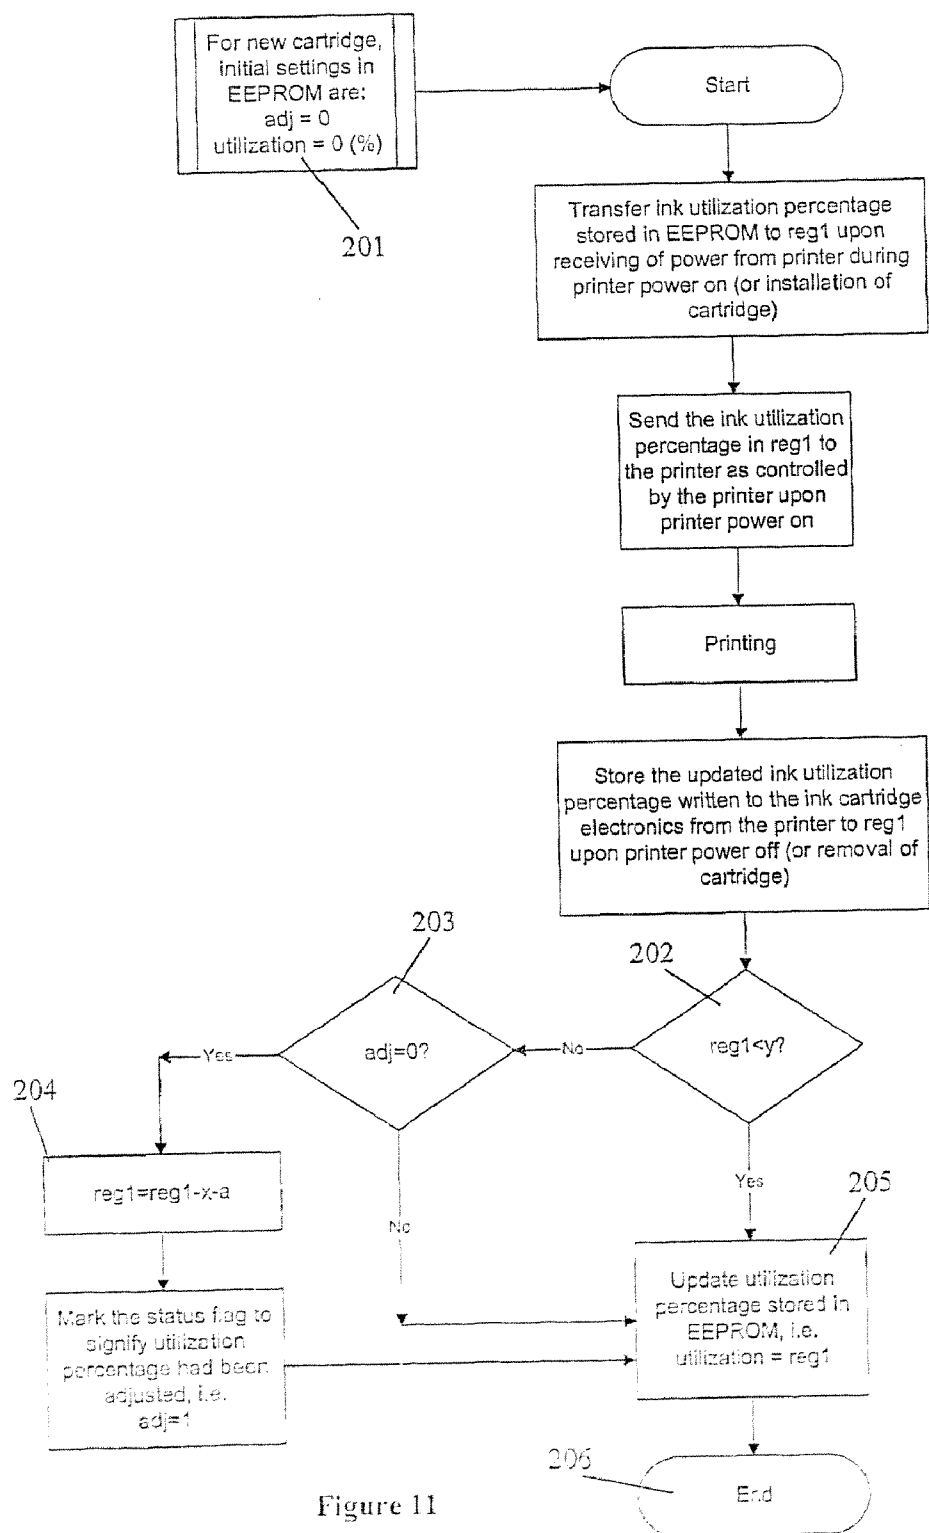 For new cartridge,
initial settings in
EEPROM are:
adj = 0
utilization = 0 (%)
201
Start
Transfer ink utilization percentage
stored in EEPROM to reg1 upon
receiving of power from printer during
printer power on (or installation of
cartridge)
Send the ink utilization
percentage in reg1 to
the printer as controlled
by the printer upon
printer power on
Printing
Store the updated ink utilization
percentage written to the ink cartridge
electronics from the printer to reg1
upon printer power off (or removal of
cartridge)
202
reg1<y?
No
Yes
203
adj=0?
Yes
No
204
reg1=reg1-x-a
Mark the status flag to
signify utilization
percentage had been
adjusted, i.e.
adj=1
205
Update utilization
percentage stored in
EEPROM, i.e.
utilization = reg1
206
End
Figure 11